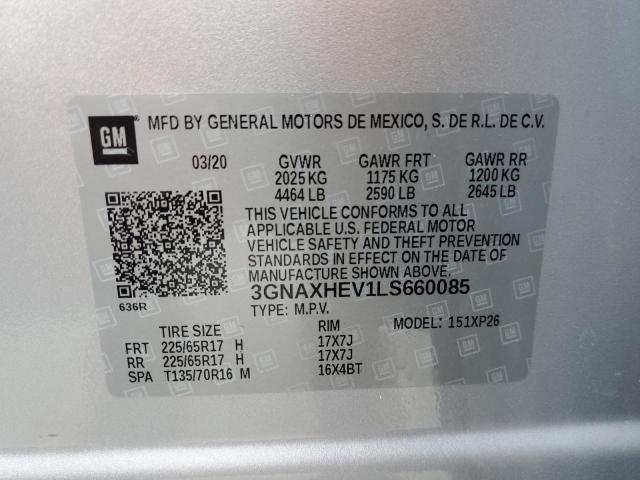 GM
MFD BY GENERAL MOTORS DE MEXICO, S. DE R.L. DE C.V.
03/20 GVWR GAWR FRT GAWR RR
2025 KG 1175 KG 1200 KG
4464 LB 2590 LB 2645 LB
THIS VEHICLE CONFORMS TO ALL
APPLICABLE U.S. FEDERAL MOTOR
VEHICLE SAFETY AND THEFT PREVENTION
STANDARDS IN EFFECT ON THE DATE OF
MANUFACTURE SHOWN ABOVE.
3GNAXHEV1LS660085
636R
TYPE: M.P.V. MODEL: 151XP26
TIRE SIZE RIM
FRT 225/65R17 H 17X7J
RR 225/65R17 H 17X7J
SPA T135/70R16 M 16X4BT